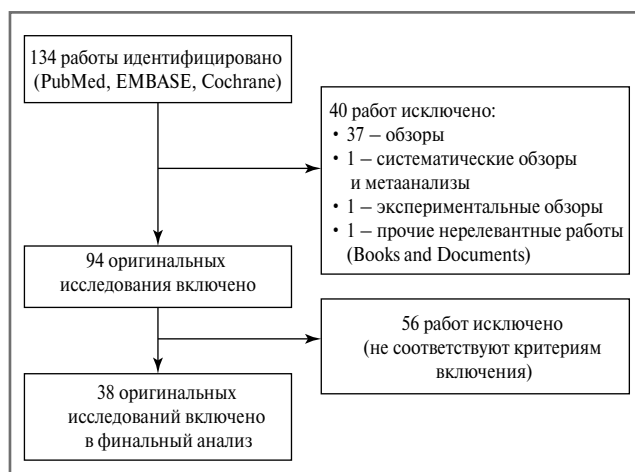 134 работы идентифицировано
(PubMed, EMBASE, Cochrane)
40 работ исключено:
• 37 – обзоры
• 1 – систематические обзоры
и метаанализы
• 1 – экспериментальные обзоры
• 1 – прочие нерелевантные работы
(Books and Documents)
94 оригинальных
исследования включено
56 работ исключено
(не соответствуют критериям
включения)
38 оригинальных
исследований включено
в финальный анализ